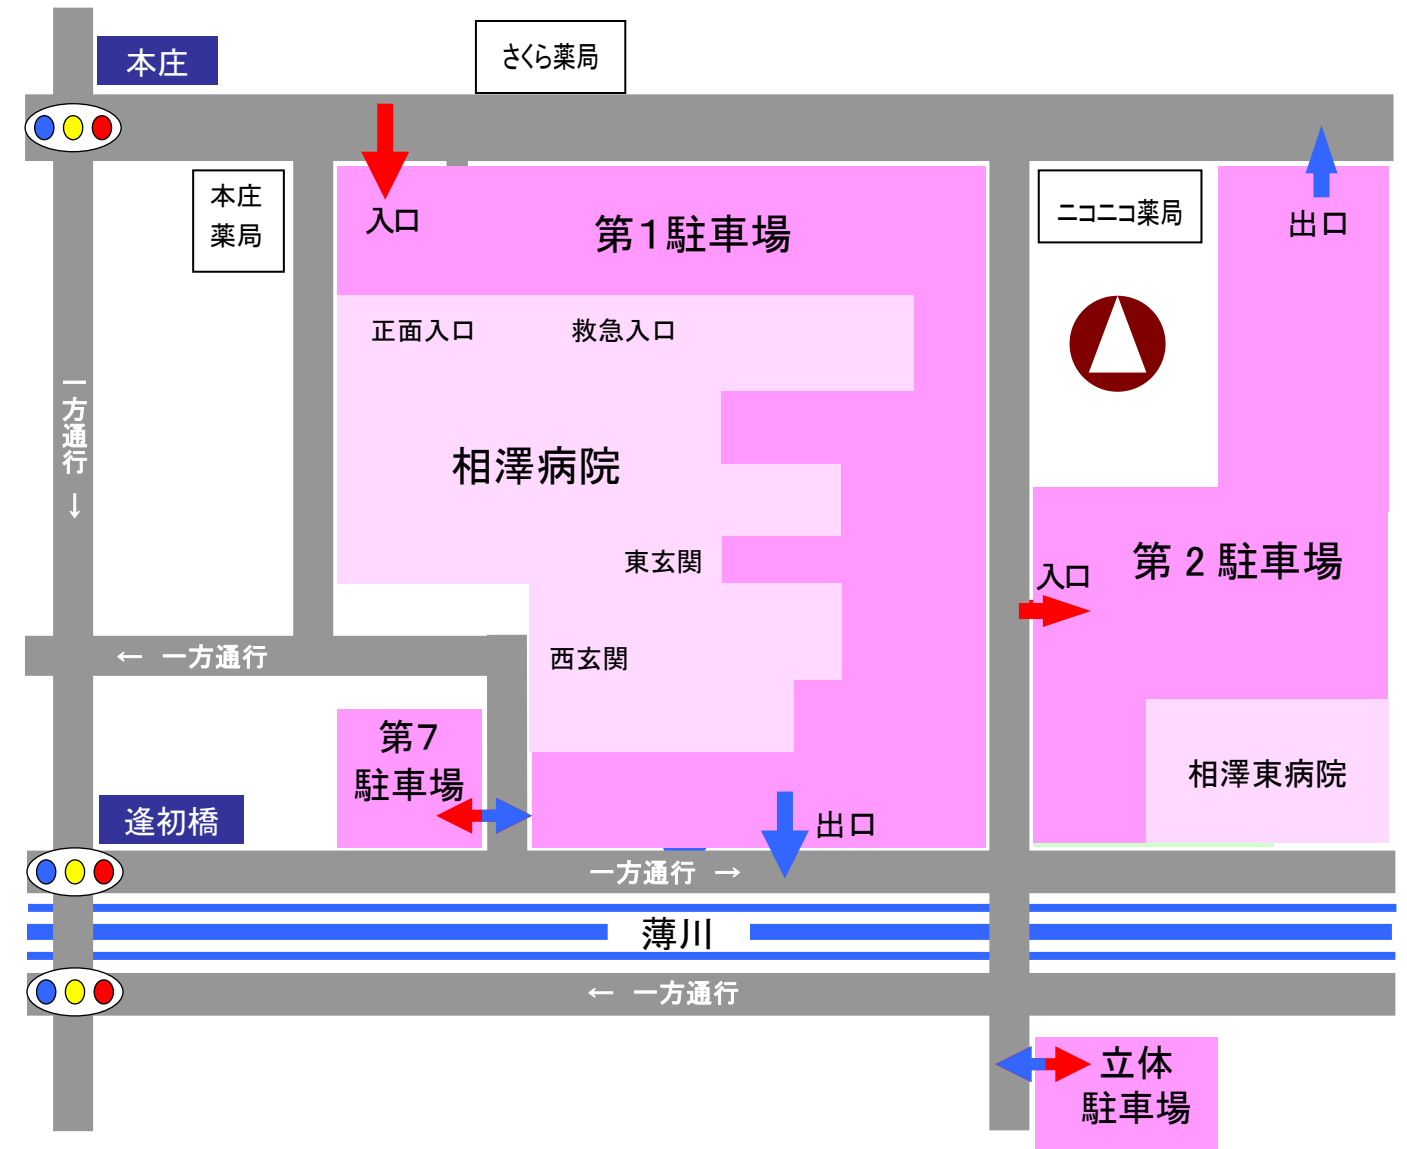 本庄
さくら薬局
本庄
薬局
入口
第1駐車場
ニコニコ薬局
出口
正面入口
救急入口
一方通行 ↓
相澤病院
東玄関
入口
第2駐車場
← 一方通行
西玄関
第7
駐車場
相澤東病院
逢初橋
出口
一方通行 →
薄川
← 一方通行
立体
駐車場